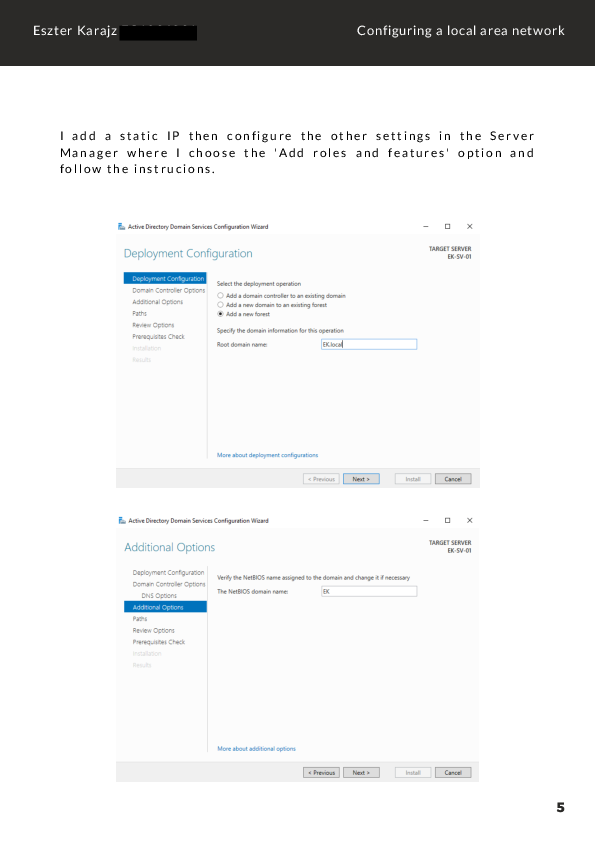 Eszter Karajz
Configuring a local area network
I add a static IP then configure the other settings in the Server
Manager where I choose the 'Add roles and features' option and
follow the instrucions.
Active Directory Domain Services Configuration Wizard
Deployment Configuration
TARGET SERVER
EK-SV-01
Deployment Configuration
Domain Controller Options
Additional Options
Paths
Review Options
Prerequisites Check
Installation
Results
Select the deployment operation
Add a domain controller to an existing domain
Add a new domain to an existing forest
Add a new forest
Specify the domain information for this operation
Root domain name:
EK.local
More about deployment configurations
< Previous
Next >
Install
Cancel
Active Directory Domain Services Configuration Wizard
Additional Options
TARGET SERVER
EK-SV-01
Deployment Configuration
Domain Controller Options
DNS Options
Additional Options
Paths
Review Options
Prerequisites Check
Installation
Results
Verify the NetBIOS name assigned to the domain and change it if necessary
The NetBIOS domain name:
EK
More about additional options
< Previous
Next >
Install
Cancel
5